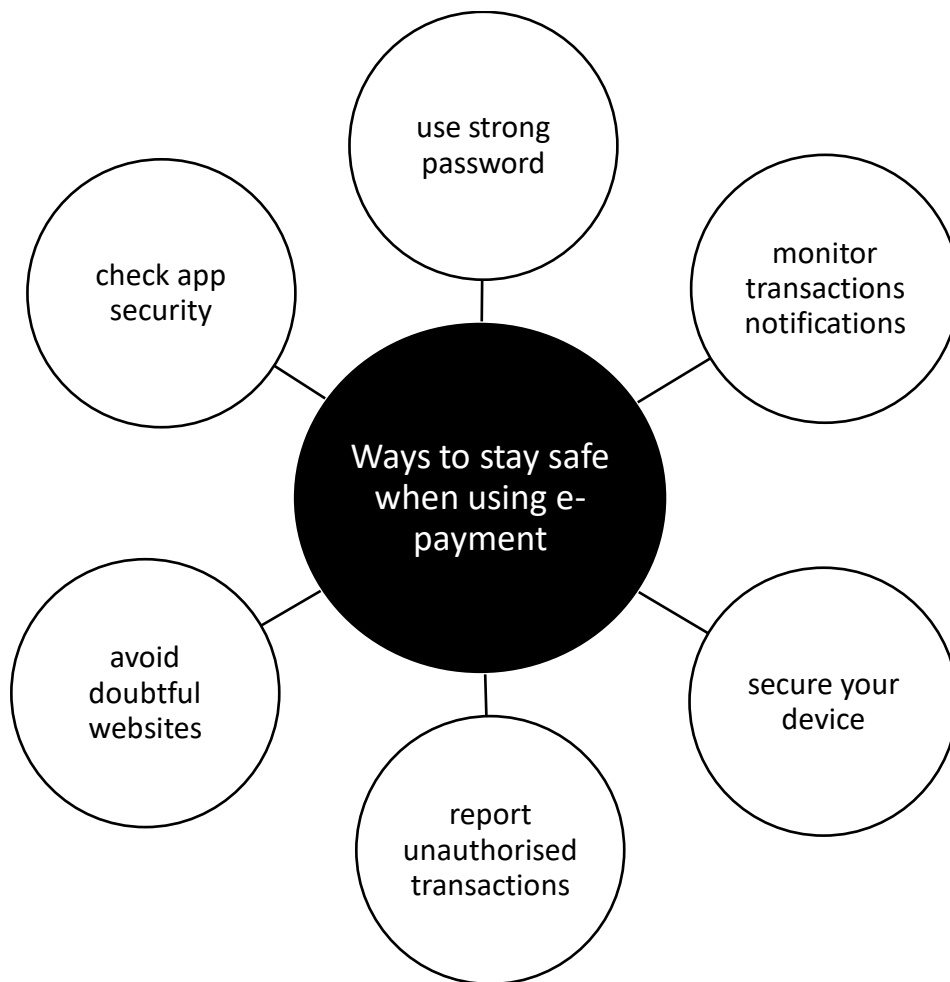 use strong
password
monitor
transactions
notifications
check app
security
Ways to stay safe
when using e-
payment
avoid
doubtful
websites
secure your
device
report
unauthorised
transactions